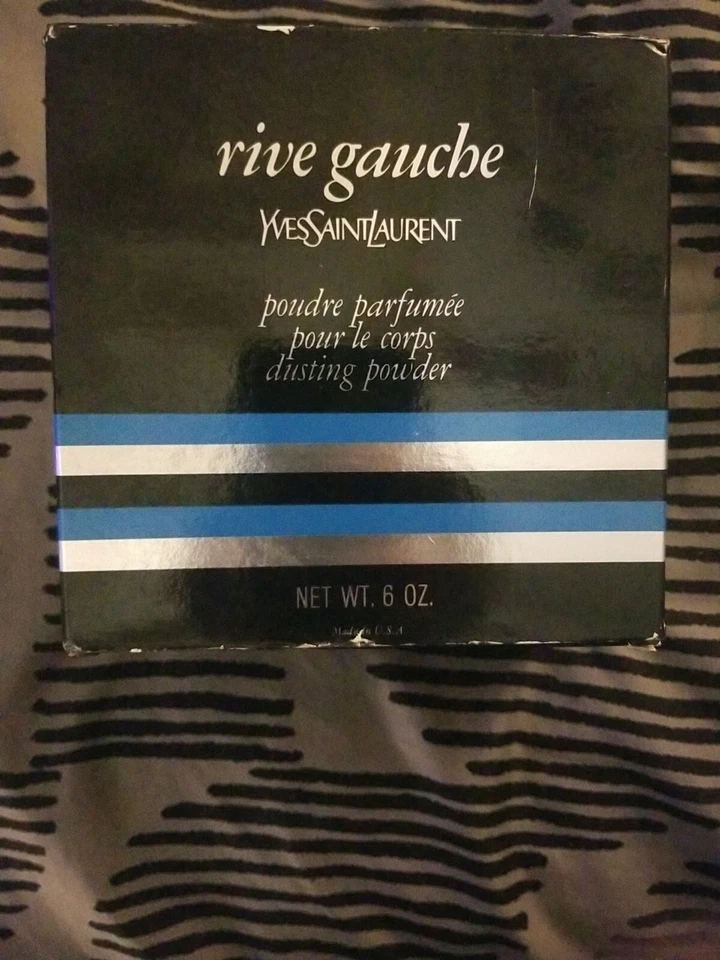 rive gauche
YVESSAINTLAURENT
poudre parfumée
pour le corps
dusting powder
NET WT. 6 OZ.
Made in U.S.A